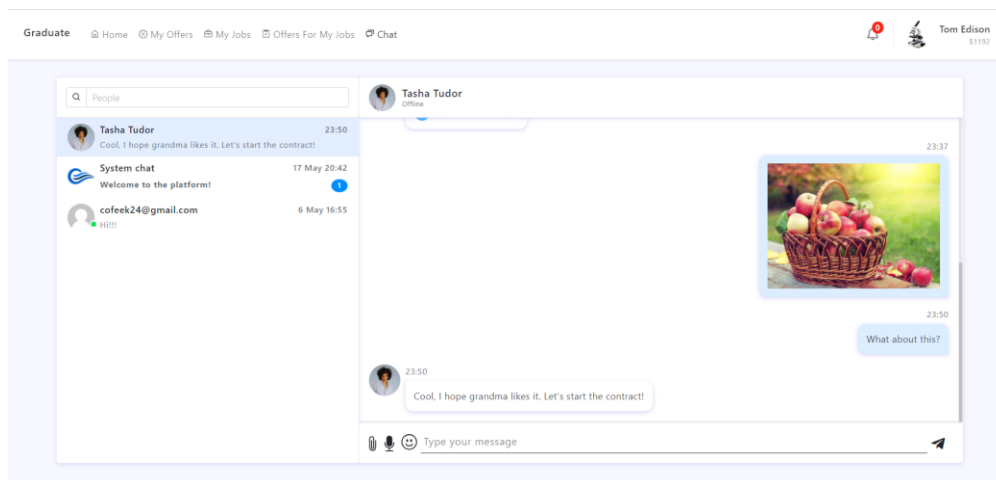 Graduate Home My Offers My Jobs Offers For My Jobs Chat 0 Tom Edison
$1192
People
Tasha Tudor 23:50
Cool, I hope grandma likes it. Let's start the contract!
System chat 17 May 20:42
Welcome to the platform! 1
cofeek24@gmail.com 6 May 16:55
Hi!!!
Tasha Tudor
Offline
23:37
23:50
What about this?
23:50
Cool, I hope grandma likes it. Let's start the contract!
Type your message